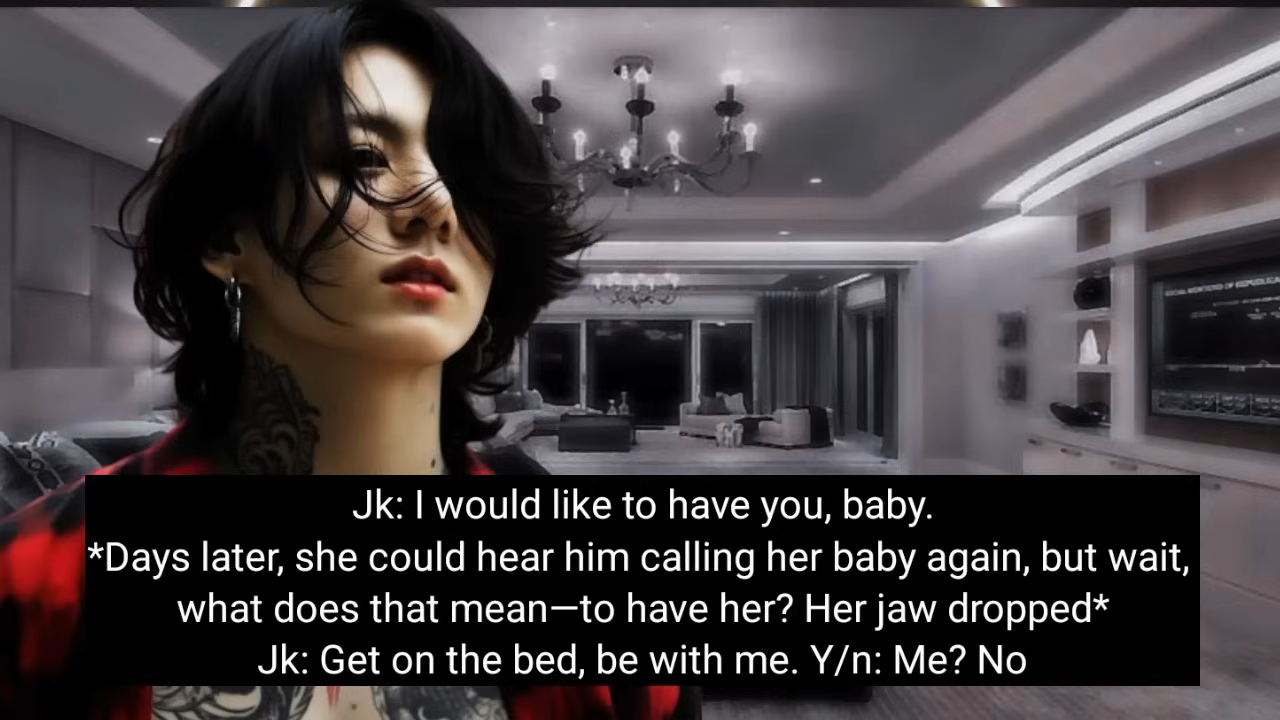 Jk: I would like to have you, baby.
*Days later, she could hear him calling her baby again, but wait,
what does that mean—to have her? Her jaw dropped*
Jk: Get on the bed, be with me. Y/n: Me? No